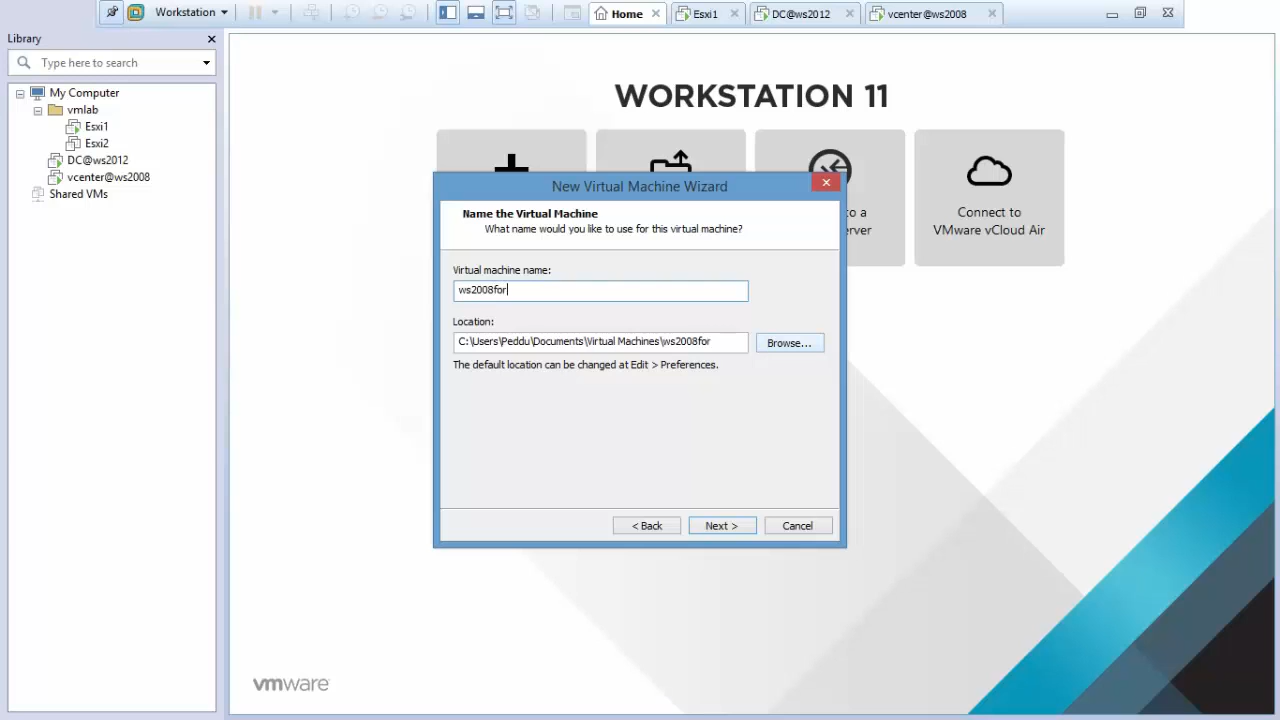 Workstation
Home
Esxi1
DC@ws2012
vcenter@ws2008
Library
Type here to search
My Computer
vmlab
Esxi1
Esxi2
DC@ws2012
vcenter@ws2008
Shared VMs
WORKSTATION 11
to a
erver
Connect to
VMware vCloud Air
New Virtual Machine Wizard
Name the Virtual Machine
What name would you like to use for this virtual machine?
Virtual machine name:
ws2008for
Location:
C:\Users\Peddu\Documents\Virtual Machines\ws2008for
Browse...
The default location can be changed at Edit > Preferences.
< Back
Next >
Cancel
vmware